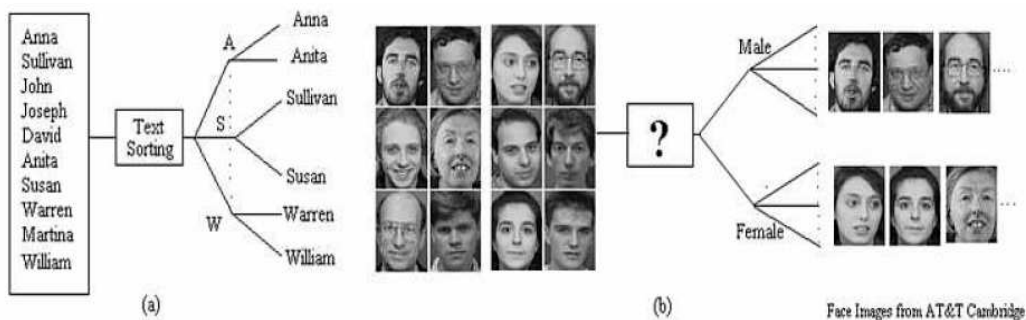 Anna
Sullivan
John
Joseph
David
Anita
Susan
Warren
Martina
William
Text
Sorting
A
S
W
Anna
Anita
Sullivan
Susan
Warren
William
(a)
?
Male
Female
....
...
(b)
Face Images from AT&T Cambridge